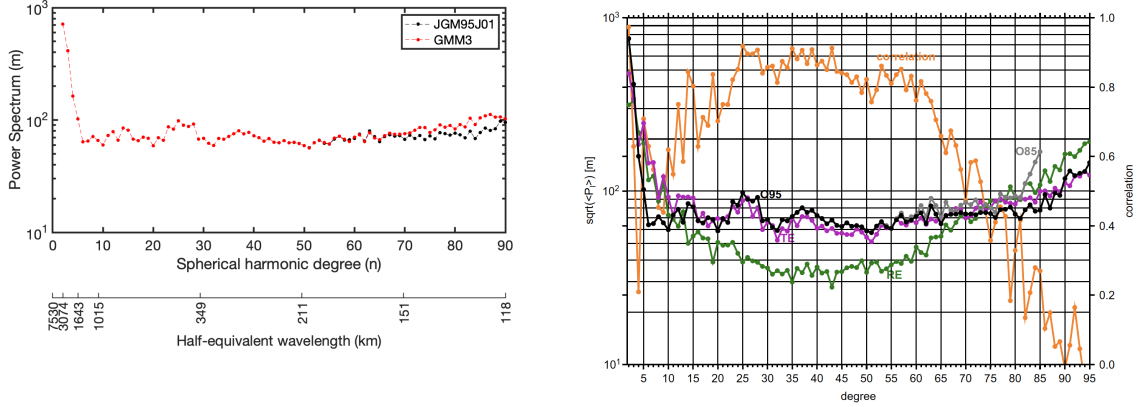 10³
10²
10¹
Power Spectrum (m)
JGM95J01
GMM3
0 10 20 30 40 50 60 70 80 90
Spherical harmonic degree (n)
7530 3074 1643 1015 349 211 151 118
Half-equivalent wavelength (km)
10³
10²
10¹
sqrt(<Pₗ>) [m]
correlation
O85
O95
TE
RE
1.0
0.8
0.6
0.4
0.2
0.0
correlation
5 10 15 20 25 30 35 40 45 50 55 60 65 70 75 80 85 90 95
degree